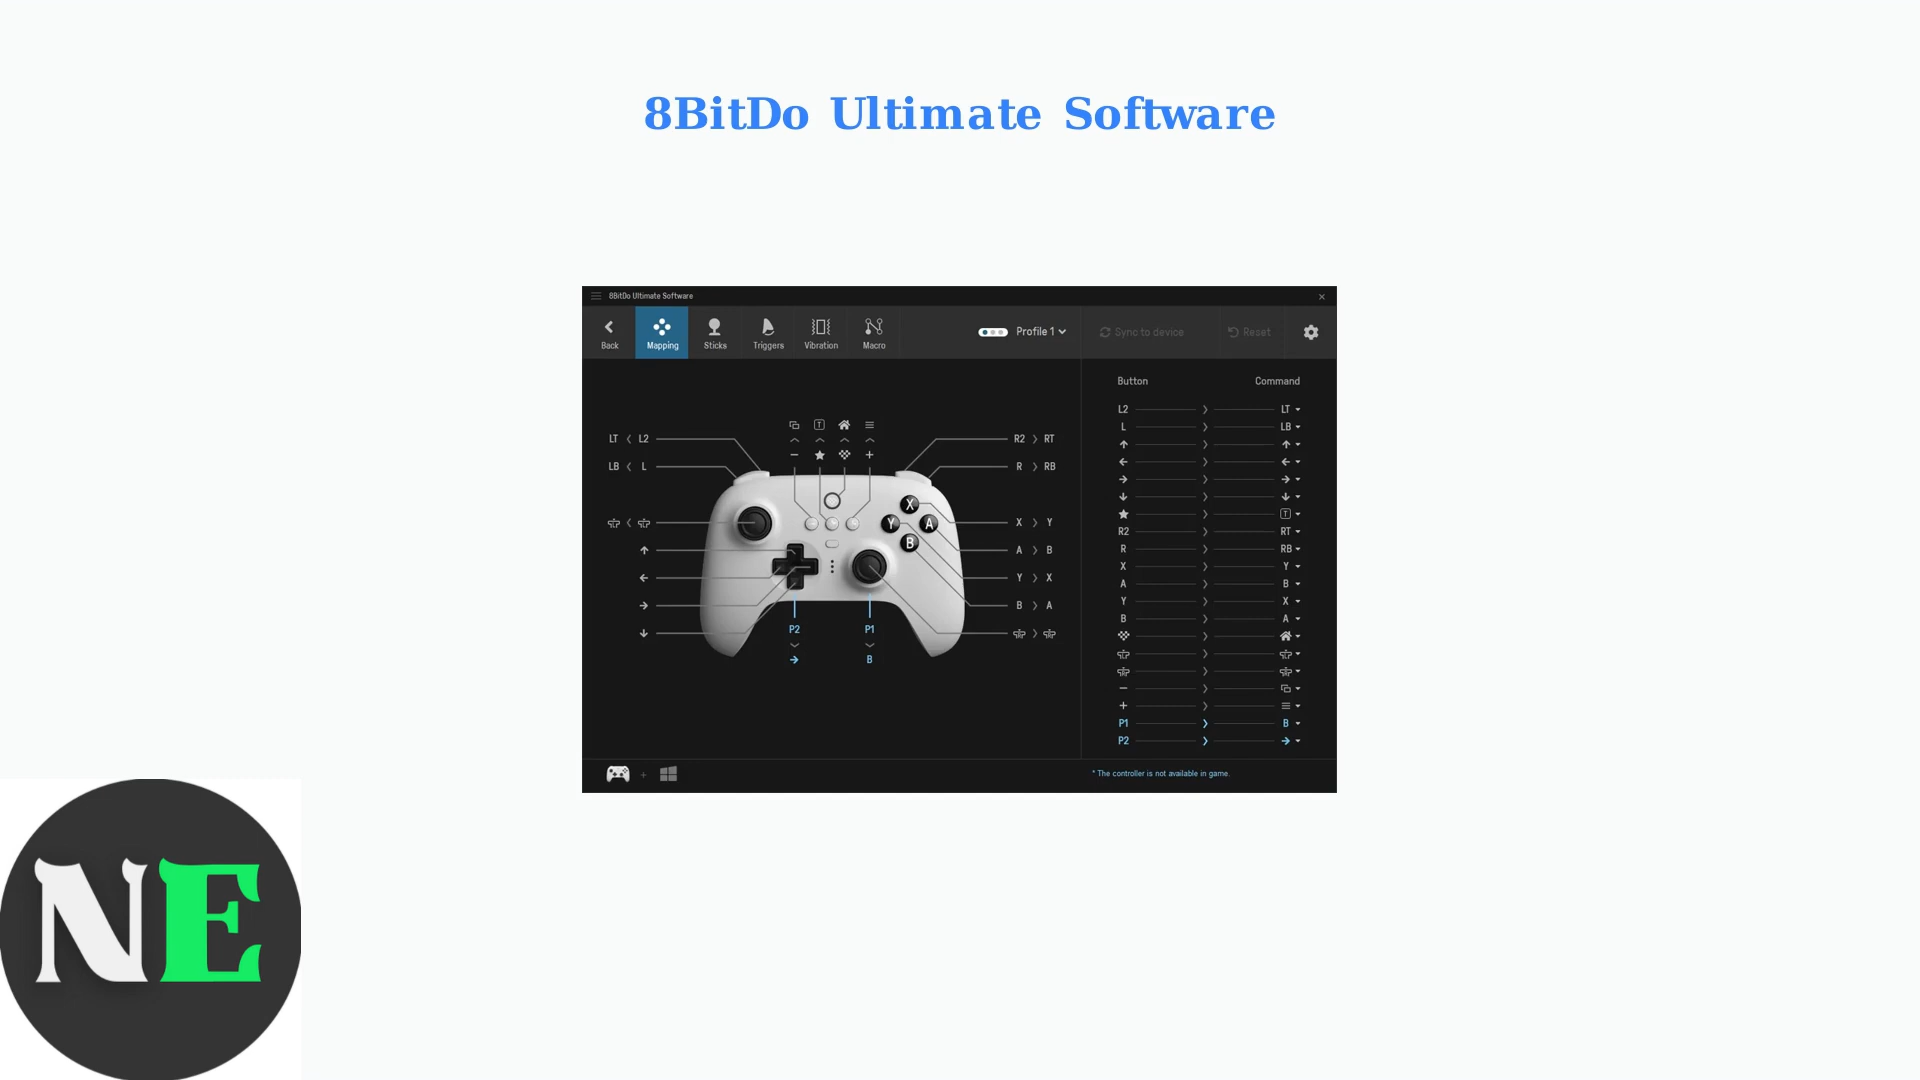 8BitDo Ultimate Software
8BitDo Ultimate Software
Back
Mapping
Sticks
Triggers
Vibration
Macro
Profile 1
Sync to device
Reset
Button Command
LT L2
LB L
R2 RT
R RB
X Y
A B
Y X
B A
X
Y A
B
P2 P1
B
L2 LT
L LB
↑ ↑
← ←
→ →
↓ ↓
★ T
R2 RT
R RB
X Y
A B
Y X
B A
P1 B
P2 →
* The controller is not available in game.
NE